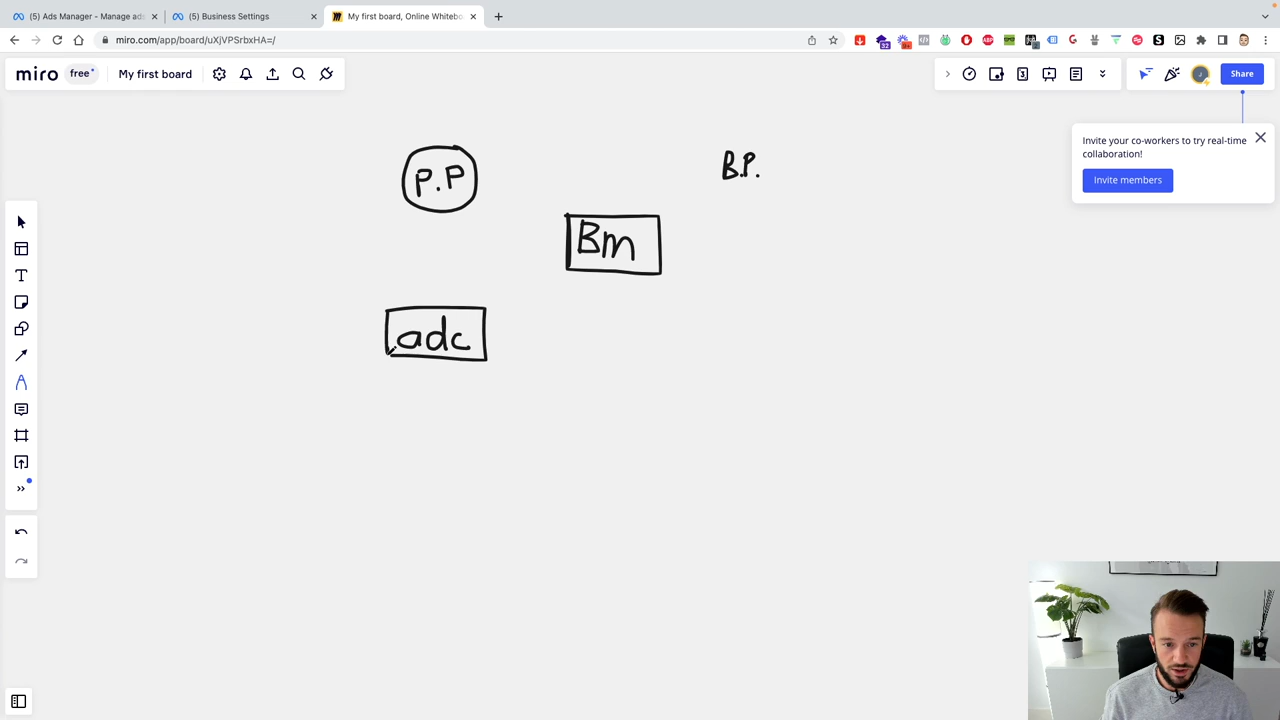 (5) Ads Manager - Manage ads
(5) Business Settings
My first board, Online Whitebo
miro.com/app/board/uXjVPSrbxHA=/
miro
free
My first board
Share
Invite your co-workers to try real-time
collaboration!
Invite members
P.P
B.P.
Bm
adc